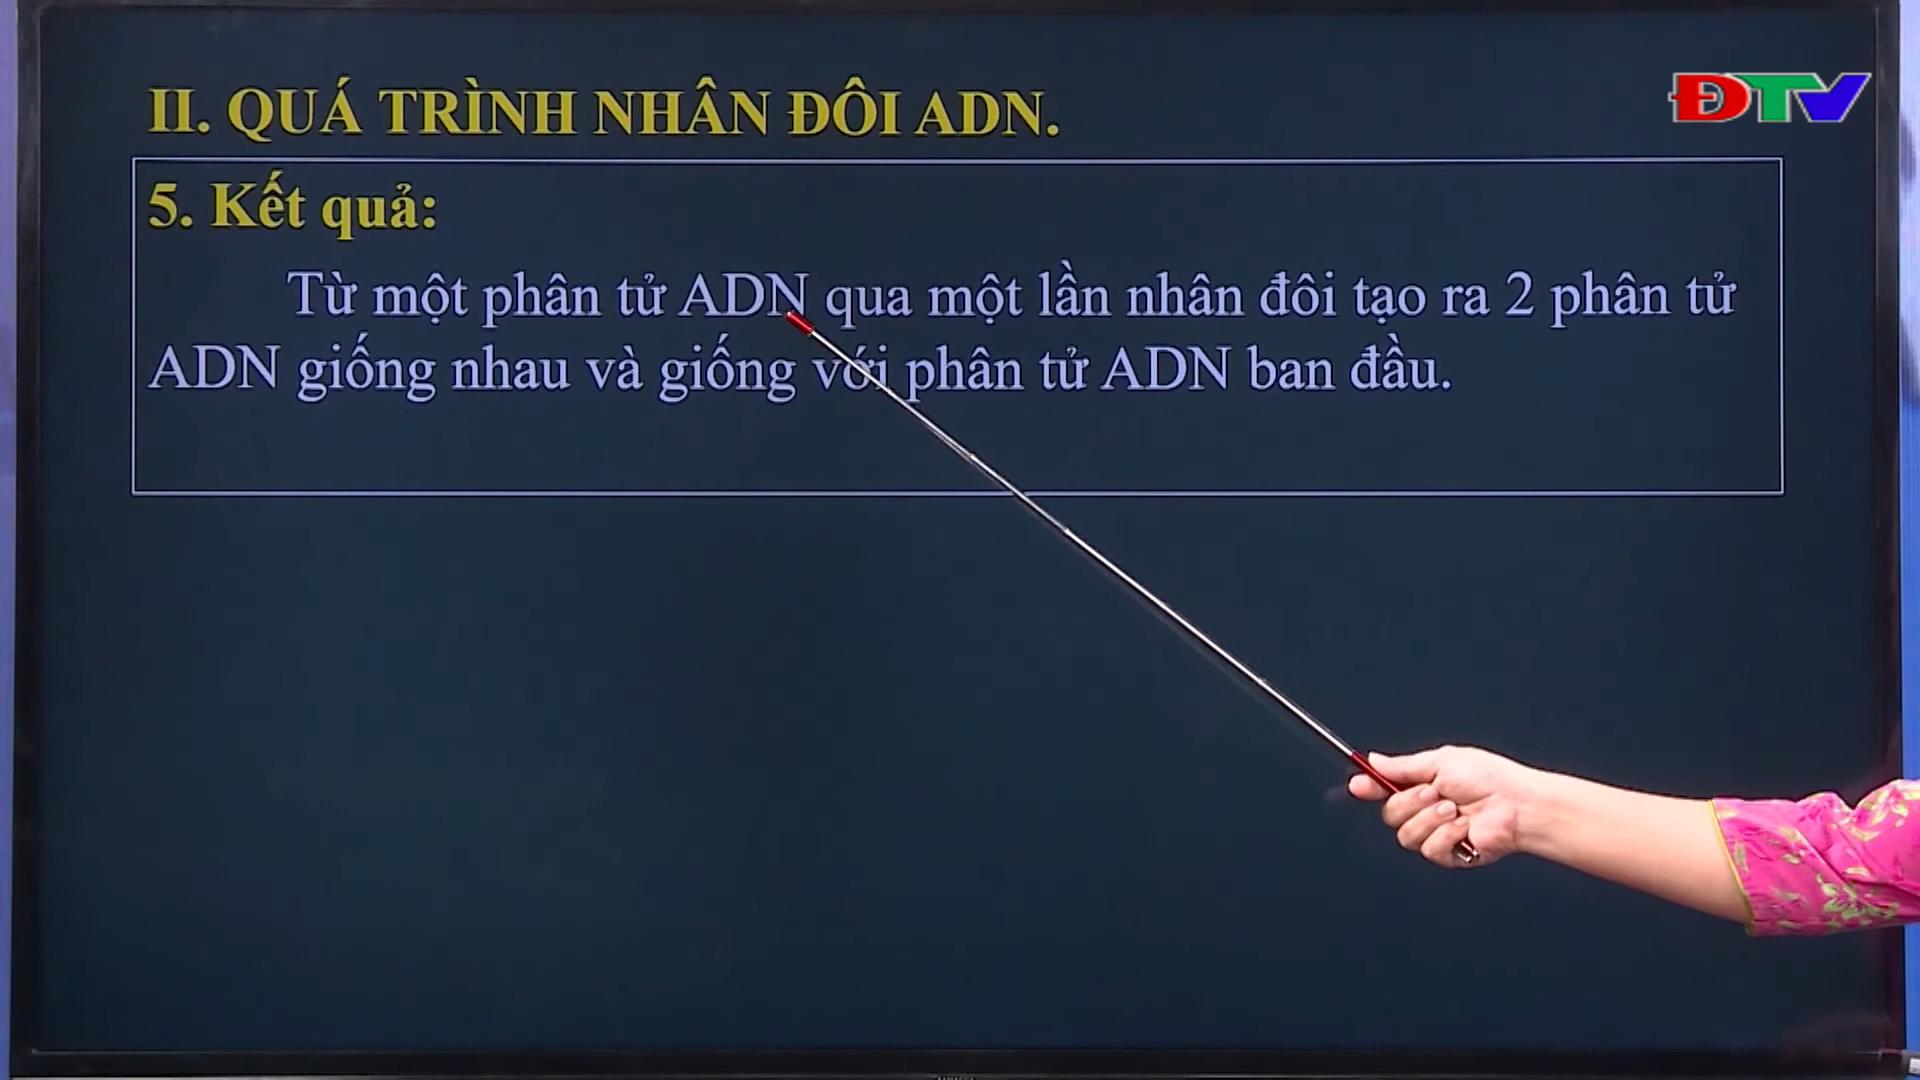 II. QUÁ TRÌNH NHÂN ĐÔI ADN.
ĐTV
5. Kết quả:
Từ một phân tử ADN qua một lần nhân đôi tạo ra 2 phân tử
ADN giống nhau và giống với phân tử ADN ban đầu.